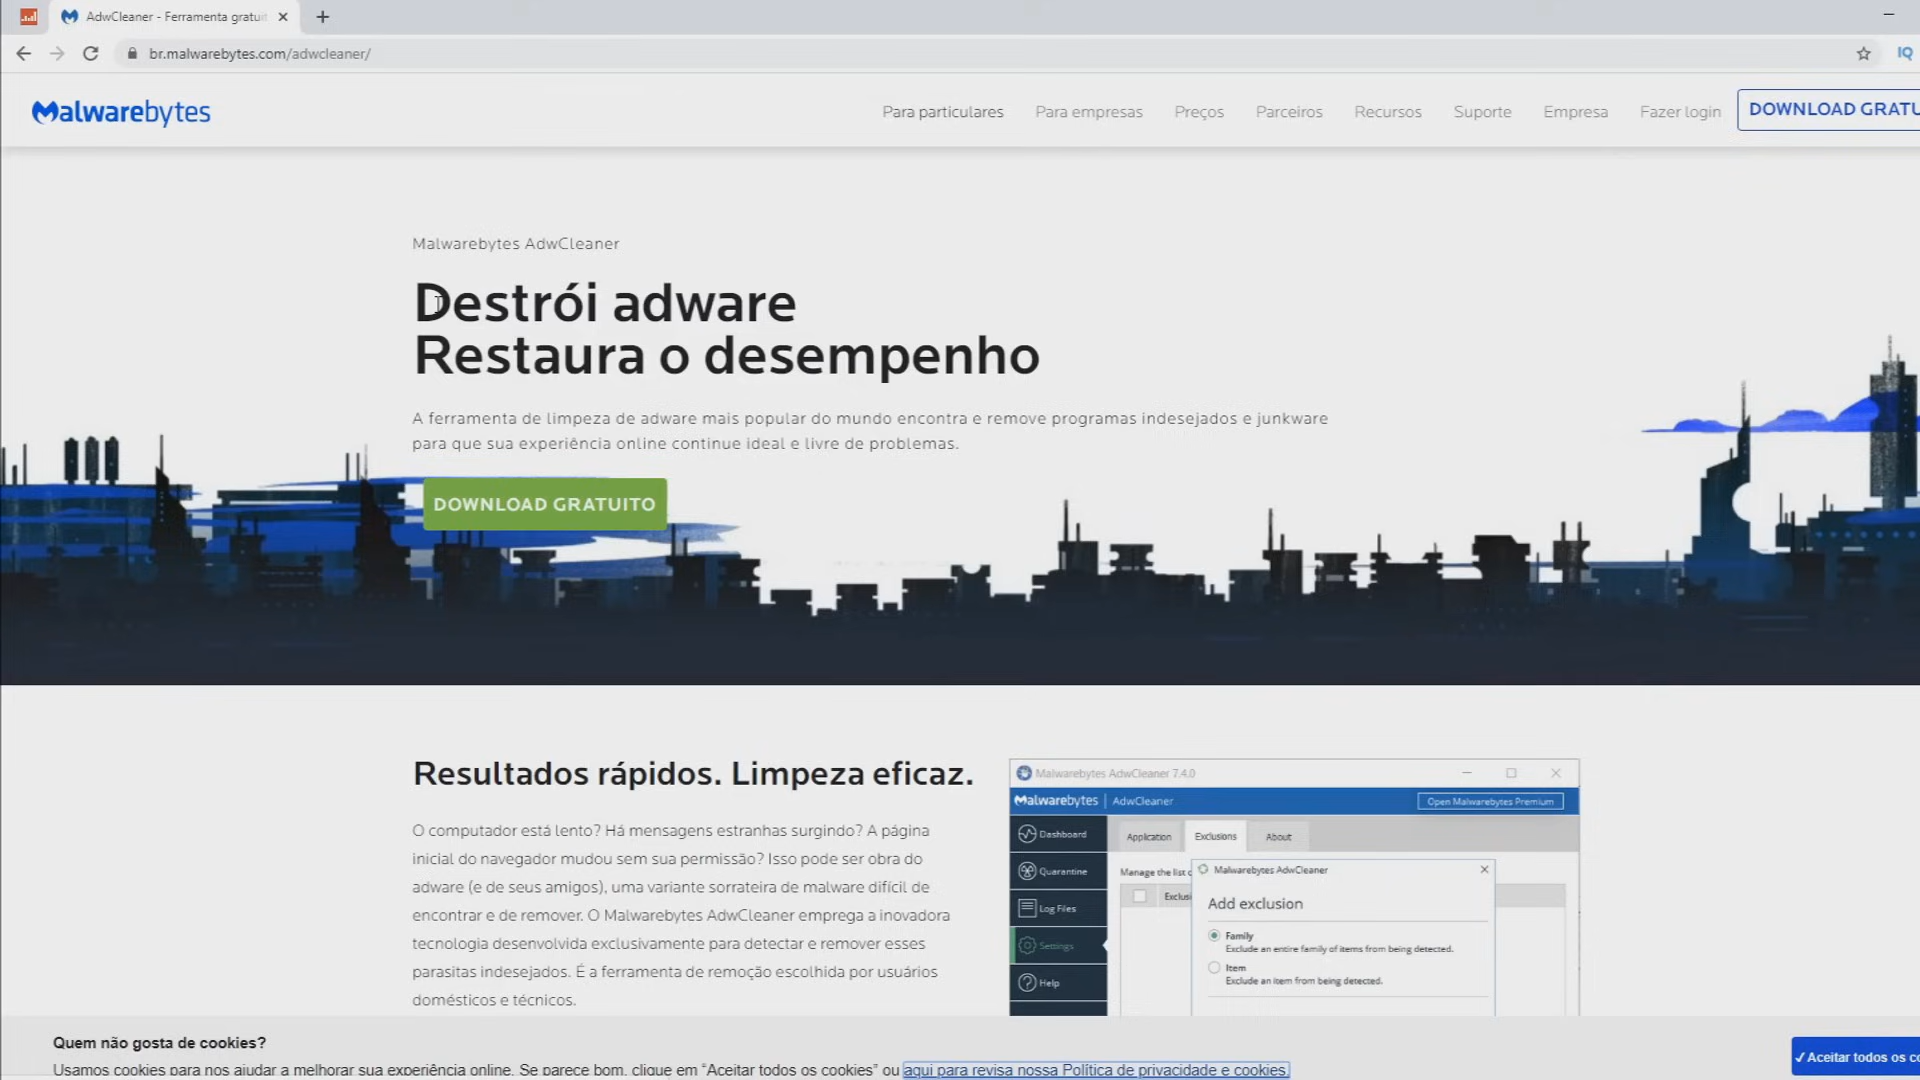 AdwCleaner - Ferramenta gratuit
br.malwarebytes.com/adwcleaner/
IQ
Malwarebytes
Para particulares
Para empresas
Preços
Parceiros
Recursos
Suporte
Empresa
Fazer login
DOWNLOAD GRATU
Malwarebytes AdwCleaner
Destrói adware
Restaura o desempenho
A ferramenta de limpeza de adware mais popular do mundo encontra e remove programas indesejados e junkware
para que sua experiência online continue ideal e livre de problemas.
DOWNLOAD GRATUITO
Resultados rápidos. Limpeza eficaz.
O computador está lento? Há mensagens estranhas surgindo? A página
inicial do navegador mudou sem sua permissão? Isso pode ser obra do
adware (e de seus amigos), uma variante sorrateira de malware difícil de
encontrar e de remover. O Malwarebytes AdwCleaner emprega a inovadora
tecnologia desenvolvida exclusivamente para detectar e remover esses
parasitas indesejados. É a ferramenta de remoção escolhida por usuários
domésticos e técnicos.
Malwarebytes AdwCleaner 7.4.0
Malwarebytes | AdwCleaner
Open Malwarebytes Premium
Dashboard
Quarantine
Log Files
Settings
Help
Application
Exclusions
About
Manage the list o
Exclusi
Malwarebytes AdwCleaner
Add exclusion
Family
Exclude an entire family of items from being detected.
Item
Exclude an item from being detected.
Quem não gosta de cookies?
Usamos cookies para nos ajudar a melhorar sua experiência online. Se parece bom, clique em “Aceitar todos os cookies” ou aqui para revisa nossa Política de privacidade e cookies.
✓ Aceitar todos os co